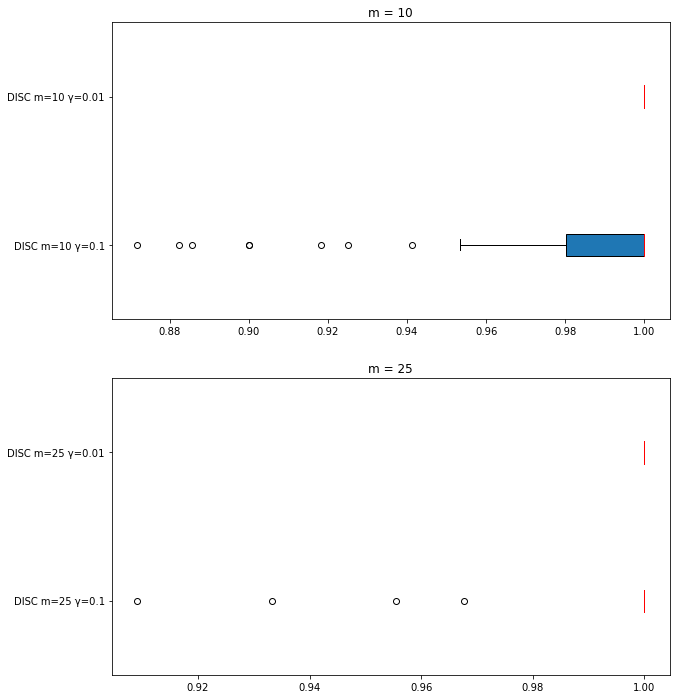 m = 10
DISC m=10 γ=0.01
DISC m=10 γ=0.1
0.88 0.90 0.92 0.94 0.96 0.98 1.00
m = 25
DISC m=25 γ=0.01
DISC m=25 γ=0.1
0.92 0.94 0.96 0.98 1.00